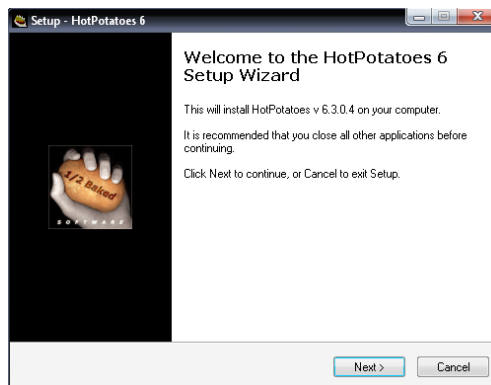 Setup - HotPotatoes 6
Welcome to the HotPotatoes 6
Setup Wizard
This will install HotPotatoes v 6.3.0.4 on your computer.
It is recommended that you close all other applications before
continuing.
Click Next to continue, or Cancel to exit Setup.
1/2 Baked
SOFTWARE
Next >
Cancel